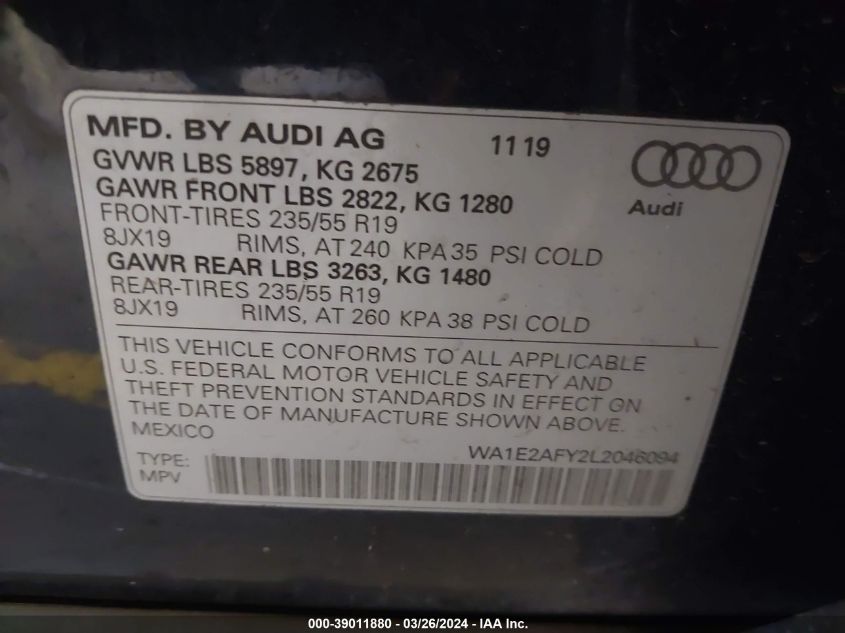 MFD. BY AUDI AG 11 19
GVWR LBS 5897, KG 2675
GAWR FRONT LBS 2822, KG 1280
FRONT-TIRES 235/55 R19
8JX19 RIMS, AT 240 KPA 35 PSI COLD
GAWR REAR LBS 3263, KG 1480
REAR-TIRES 235/55 R19
8JX19 RIMS, AT 260 KPA 38 PSI COLD
Audi
THIS VEHICLE CONFORMS TO ALL APPLICABLE
U.S. FEDERAL MOTOR VEHICLE SAFETY AND
THEFT PREVENTION STANDARDS IN EFFECT ON
THE DATE OF MANUFACTURE SHOWN ABOVE.
MEXICO
WA1E2AFY2L2046094
TYPE:
MPV
000-39011880 - 03/26/2024 - WA - IAA Inc.